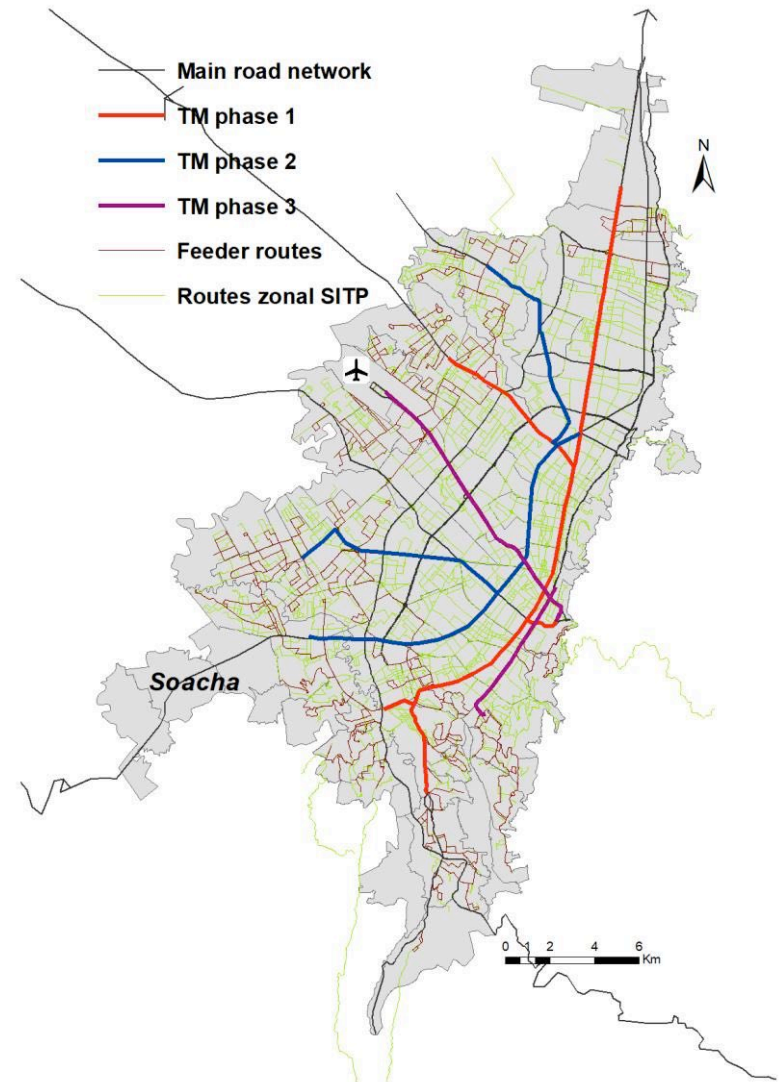 Main road network
TM phase 1
TM phase 2
TM phase 3
Feeder routes
Routes zonal SITP
N
Soacha
0 1 2 4 6
Km